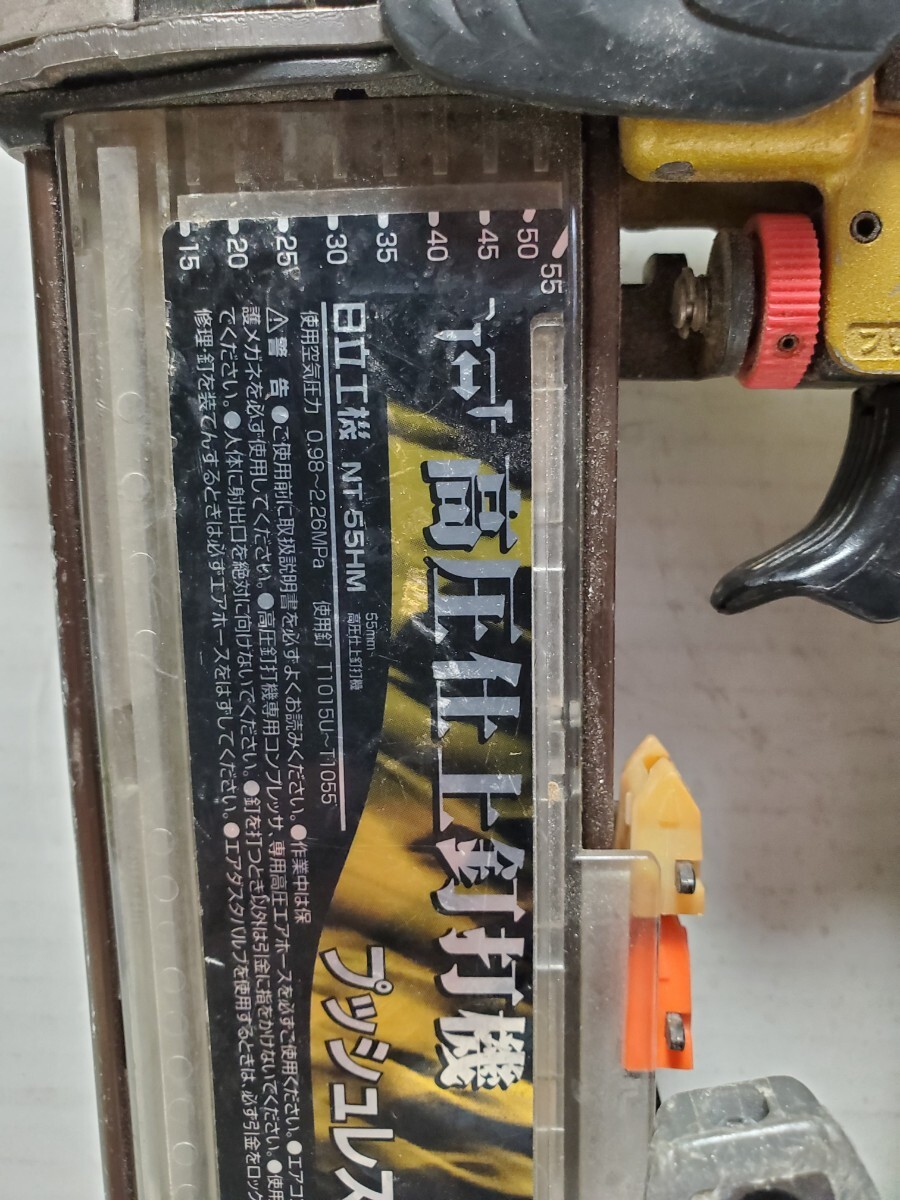 15 20 25 30 35 40 45 50 55
高圧仕上釘打機
プッシュレス
日立工機 NT 55HM 55mm 高圧仕上釘打機
使用空気圧力 0.98〜2.26MPa 使用釘 T1015U〜T1055
⚠警告 ●ご使用前に取扱説明書を必ずよくお読みください。●作業中は保
護メガネを必ず使用してください。●高圧釘打機専用コンプレッサ、専用高圧エアホースを必ずご使用ください。●エアコン
てください。●人体に射出口を絶対に向けないでください。●釘を打つとき以外は引金に指をかけないでください。●使用
修理 釘を装てんするときは必ずエアホースをはずしてください。●エアダスタバルブを使用するときは、必ず引金をロック